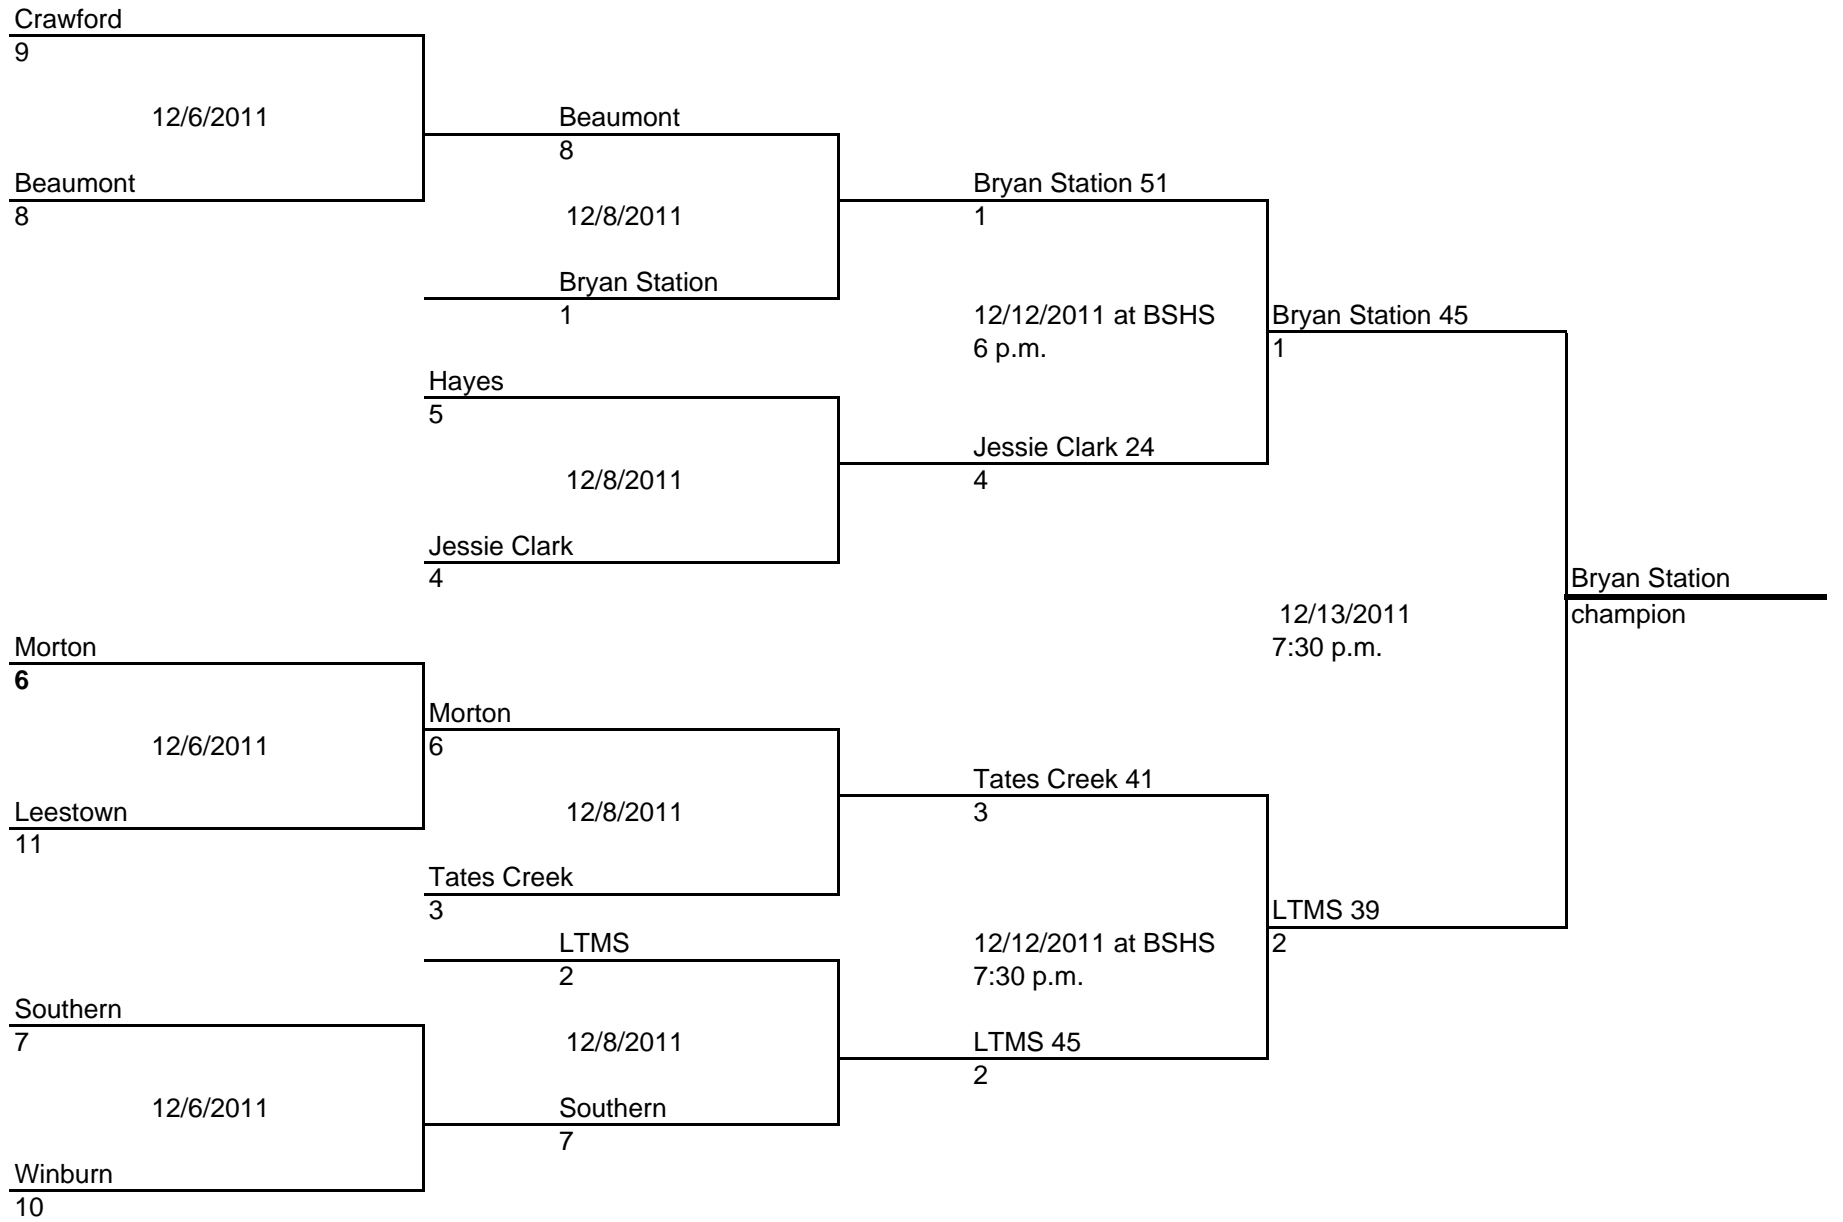 Crawford
9
12/6/2011
Beaumont
8
Beaumont
8
12/8/2011
Bryan Station
1
Bryan Station 51
1
12/12/2011 at BSHS
6 p.m.
Hayes
5
12/8/2011
Jessie Clark
4
Jessie Clark 24
4
Bryan Station 45
1
12/13/2011
7:30 p.m.
Bryan Station
champion
Morton
6
12/6/2011
Leestown
11
Morton
6
12/8/2011
Tates Creek
3
Tates Creek 41
3
12/12/2011 at BSHS
7:30 p.m.
LTMS
2
12/8/2011
Southern
7
Southern
7
12/6/2011
Winburn
10
LTMS 45
2
LTMS 39
2